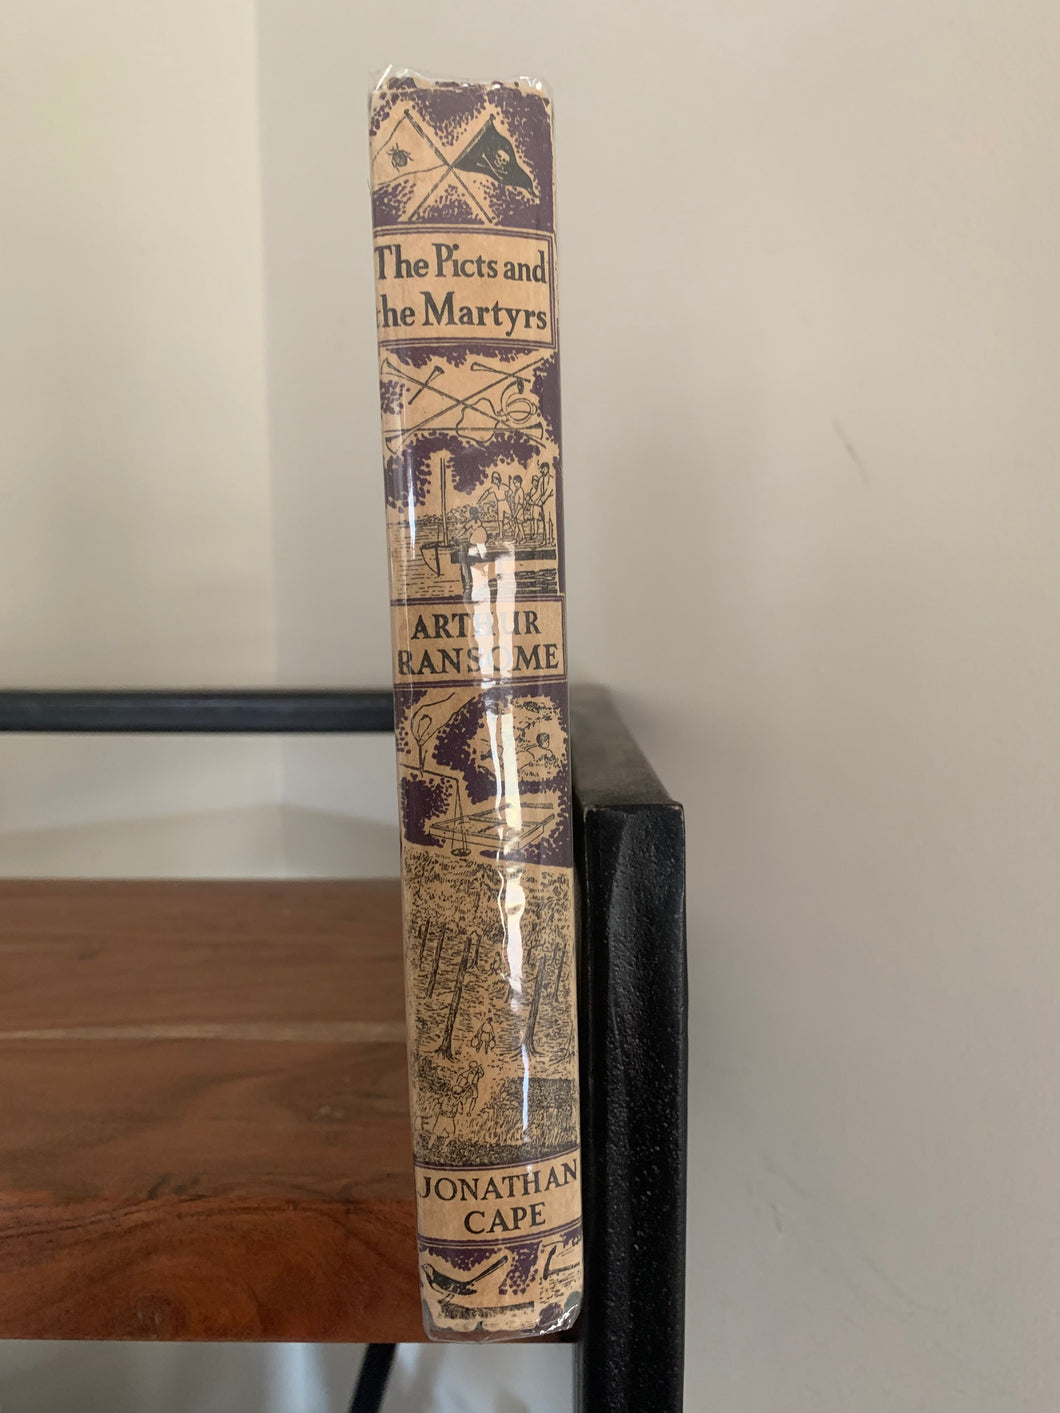 The Picts and
the Martyrs
ARTHUR
RANSOME
JONATHAN
CAPE